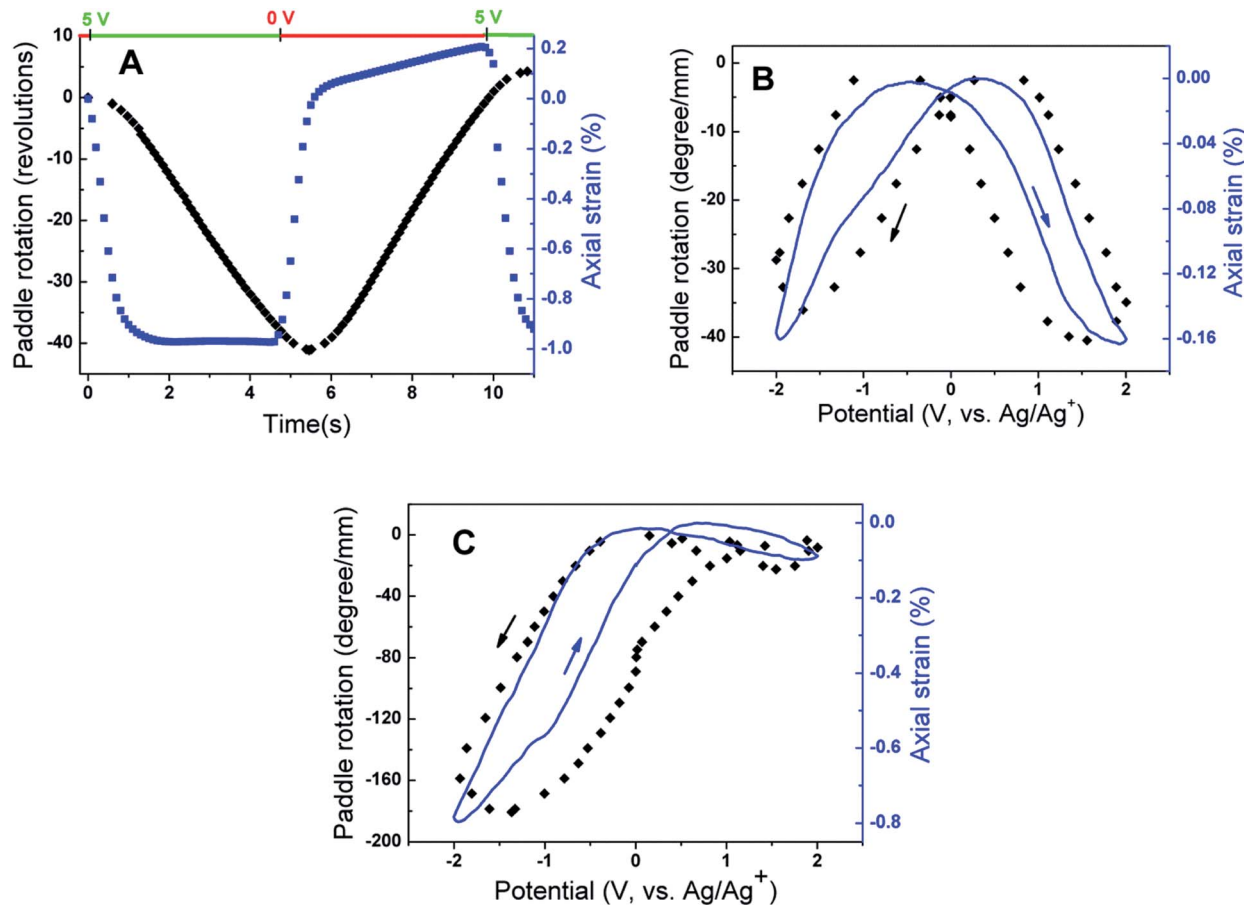 5 V 0 V 5 V
A
10
0
-10
-20
-30
-40
0.2
0.0
-0.2
-0.4
-0.6
-0.8
-1.0
0 2 4 6 8 10
Paddle rotation (revolutions)
Axial strain (%)
Time(s)
B
0
-10
-20
-30
-40
0.00
-0.04
-0.08
-0.12
-0.16
-2 -1 0 1 2
Paddle rotation (degree/mm)
Axial strain (%)
Potential (V, vs. Ag/Ag+)
C
0
-40
-80
-120
-160
-200
0.0
-0.2
-0.4
-0.6
-0.8
-2 -1 0 1 2
Paddle rotation (degree/mm)
Axial strain (%)
Potential (V, vs. Ag/Ag+)